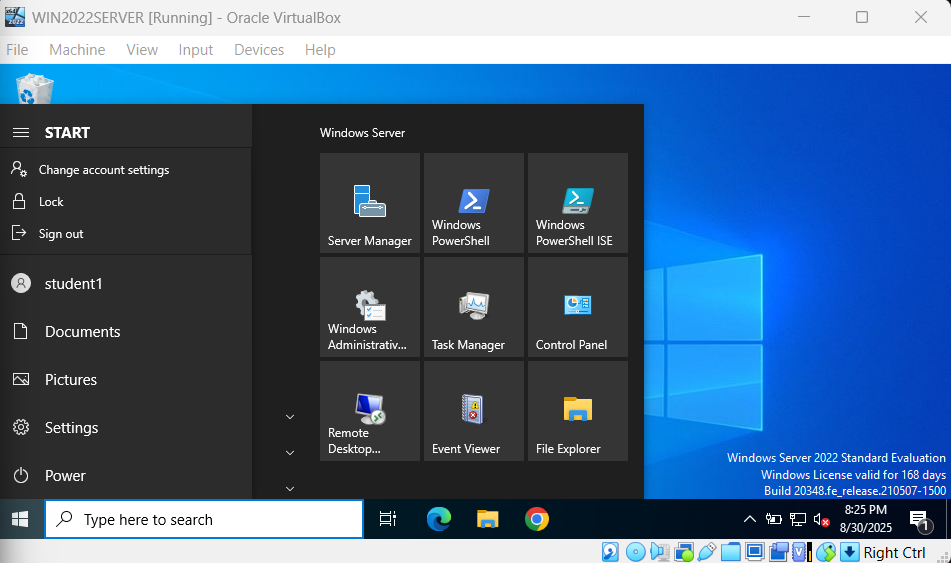 WIN2022SERVER [Running] - Oracle VirtualBox
File Machine View Input Devices Help
START
Change account settings
Lock
Sign out
student1
Documents
Pictures
Settings
Power
Windows Server
Server Manager
Windows
PowerShell
Windows
PowerShell ISE
Windows
Administrativ...
Task Manager
Control Panel
Remote
Desktop...
Event Viewer
File Explorer
Windows Server 2022 Standard Evaluation
Windows License valid for 168 days
Build 20348.fe_release.210507-1500
Type here to search
8:25 PM
8/30/2025
1
Right Ctrl